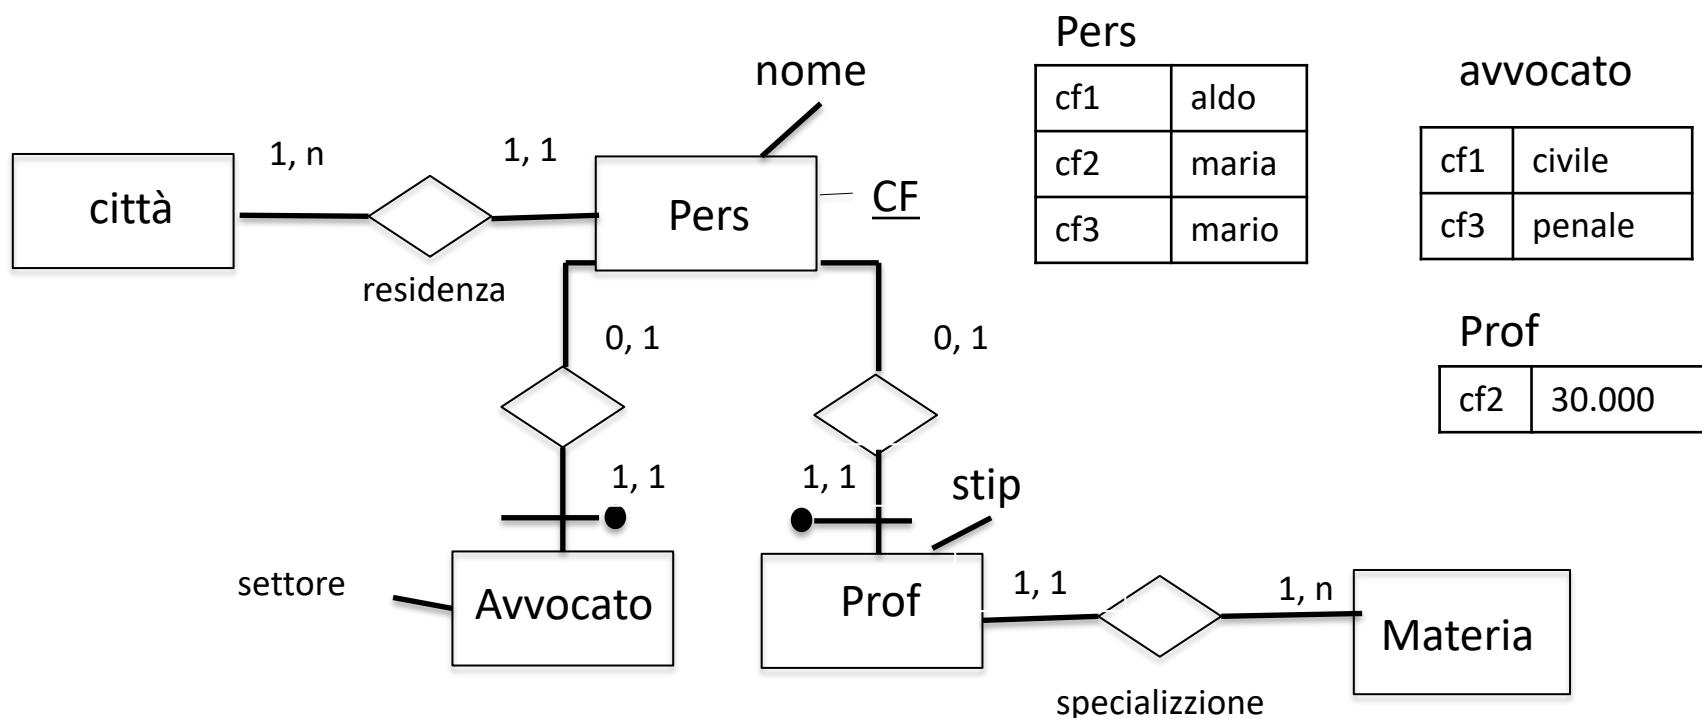 Pers
nome
avvocato
cf1 aldo
cf2 maria
cf3 mario
cf1 civile
cf3 penale
1, n
1, 1
città
Pers
CF
residenza
0, 1
0, 1
Prof
cf2 30.000
1, 1
1, 1
stip
settore
Avvocato
Prof
1, 1
1, n
Materia
specializzione